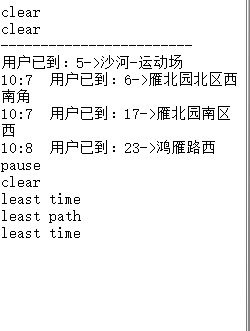 clear
clear
------------------------
用户已到：5->沙河-运动场
10:7  用户已到：6->雁北园北区西
南角
10:7  用户已到：17->雁北园南区
西
10:8  用户已到：23->鸿雁路西
pause
clear
least time
least path
least time